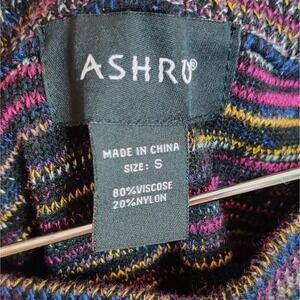 ASHRO®
MADE IN CHINA
SIZE: S
80%VISCOSE
20%NYLON